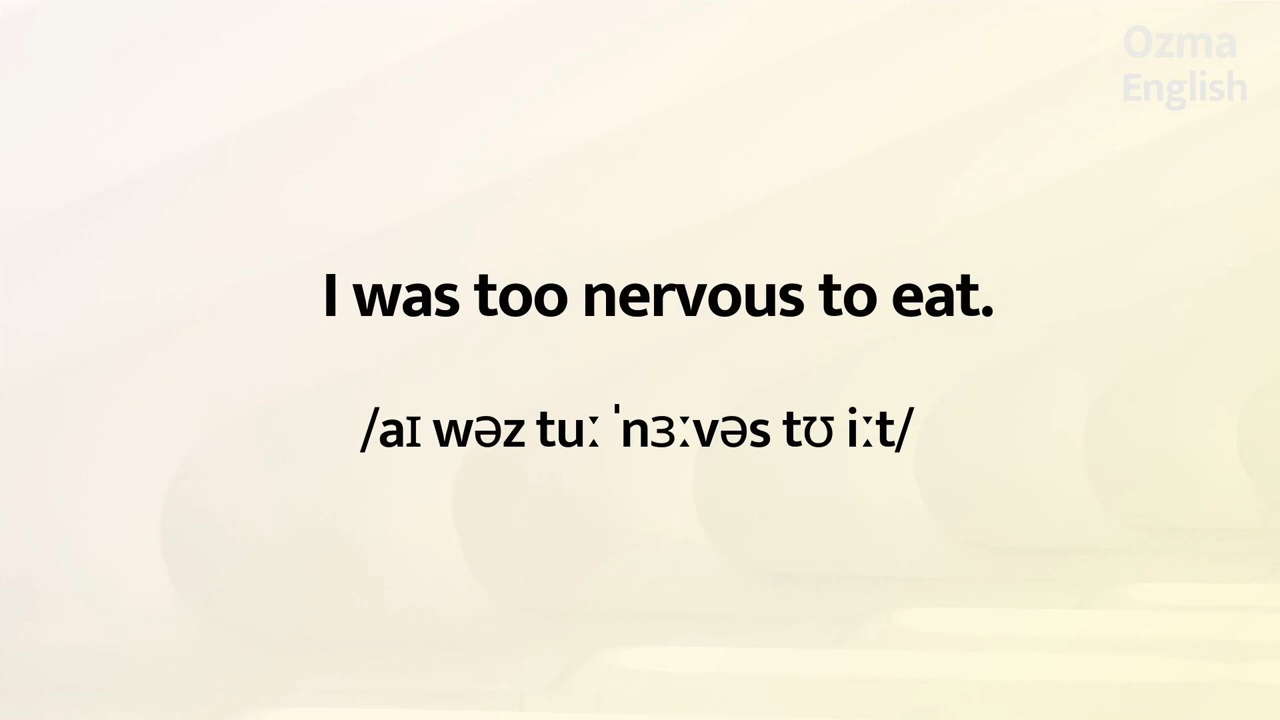 Ozma
English
I was too nervous to eat.
/aɪ wəz tuː ˈnɜːvəs tʊ iːt/